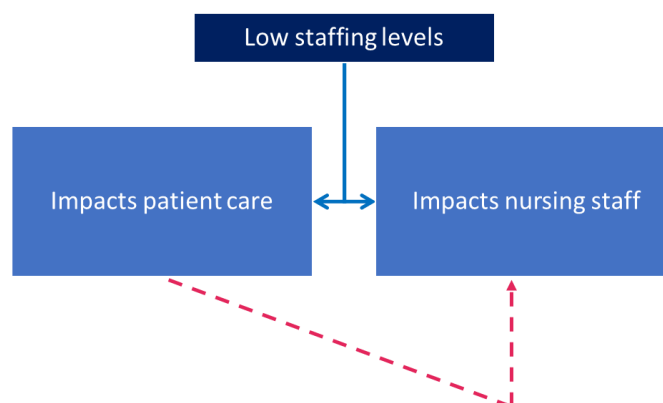 Low staffing levels
Impacts patient care
Impacts nursing staff